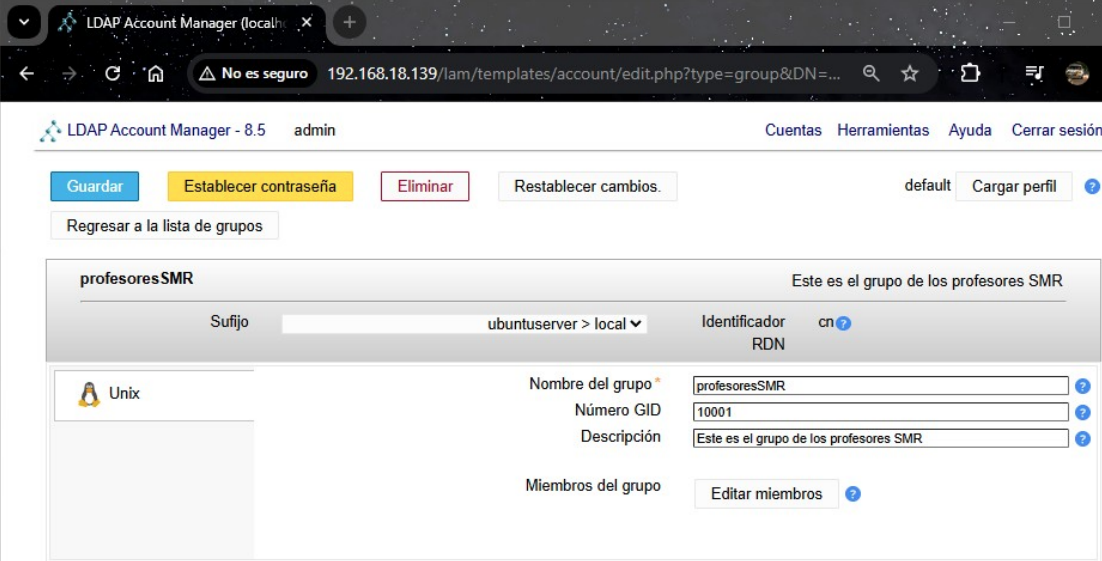 LDAP Account Manager (localh
No es seguro 192.168.18.139/lam/templates/account/edit.php?type=group&DN=...
LDAP Account Manager - 8.5 admin Cuentas Herramientas Ayuda Cerrar sesión
Guardar Establecer contraseña Eliminar Restablecer cambios. default Cargar perfil ?
Regresar a la lista de grupos
profesoresSMR Este es el grupo de los profesores SMR
Sufijo ubuntuserver > local Identificador RDN cn ?
Unix
Nombre del grupo * profesoresSMR ?
Número GID 10001 ?
Descripción Este es el grupo de los profesores SMR ?
Miembros del grupo Editar miembros ?